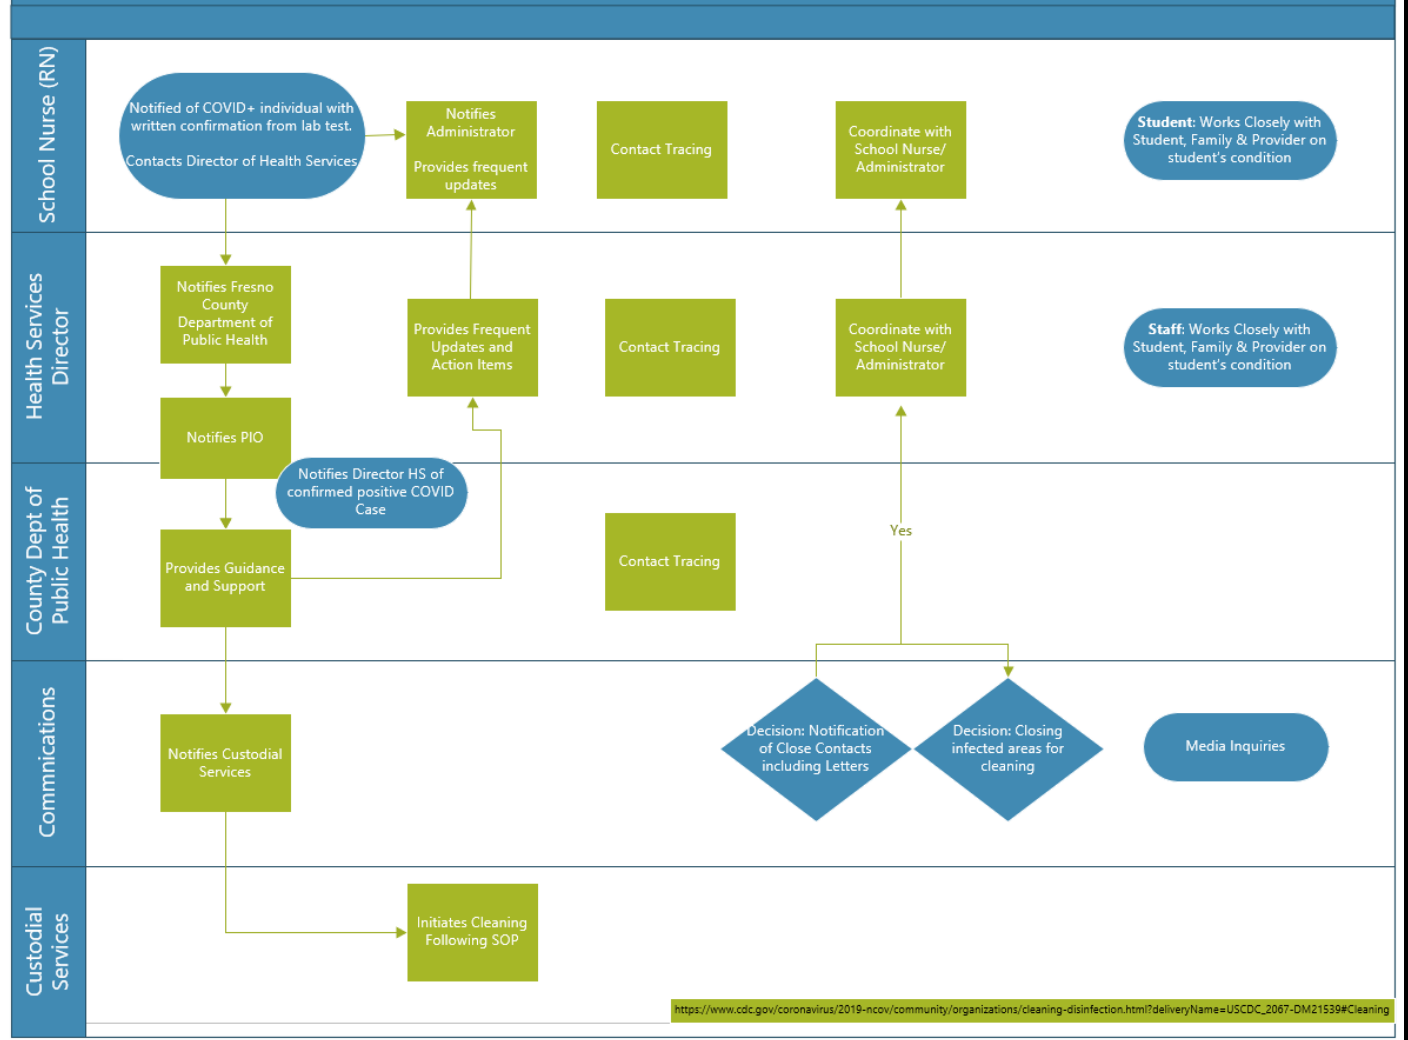 School Nurse (RN)
Notified of COVID+ individual with
written confirmation from lab test.
Contacts Director of Health Services
Notifies
Administrator
Provides frequent
updates
Contact Tracing
Coordinate with
School Nurse/
Administrator
Student: Works Closely with
Student, Family & Provider on
student's condition
Health Services
Director
Notifies Fresno
County
Department of
Public Health
Notifies PIO
Provides Frequent
Updates and
Action Items
Contact Tracing
Coordinate with
School Nurse/
Administrator
Staff: Works Closely with
Student, Family & Provider on
student's condition
County Dept of
Public Health
Notifies Director HS of
confirmed positive COVID
Case
Provides Guidance
and Support
Contact Tracing
Yes
Commnications
Notifies Custodial
Services
Decision: Notification
of Close Contacts
including Letters
Decision: Closing
infected areas for
cleaning
Media Inquiries
Custodial
Services
Initiates Cleaning
Following SOP
https://www.cdc.gov/coronavirus/2019-ncov/community/organizations/cleaning-disinfection.html?deliveryName=USCDC_2067-DM21539#Cleaning